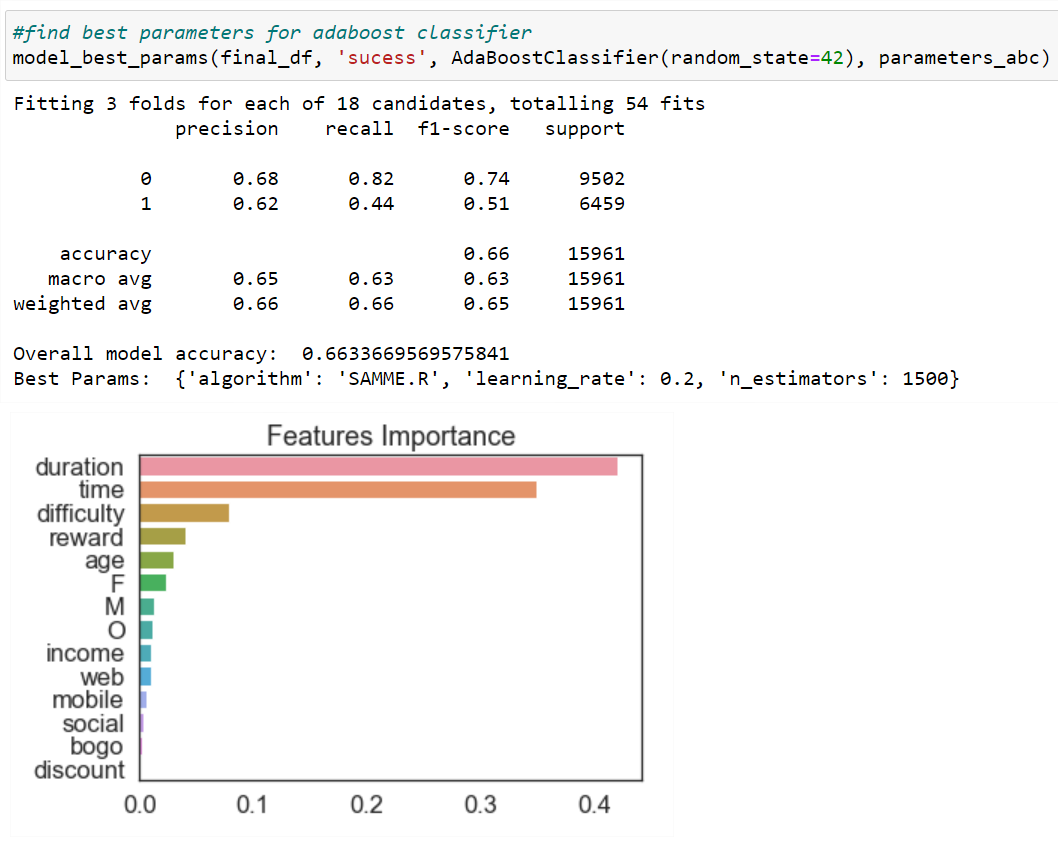 #find best parameters for adaboost classifier
model_best_params(final_df, 'sucess', AdaBoostClassifier(random_state=42), parameters_abc)
Fitting 3 folds for each of 18 candidates, totalling 54 fits
precision recall f1-score support
0 0.68 0.82 0.74 9502
1 0.62 0.44 0.51 6459
accuracy 0.66 15961
macro avg 0.65 0.63 0.63 15961
weighted avg 0.66 0.66 0.65 15961
Overall model accuracy: 0.6633669569575841
Best Params: {'algorithm': 'SAMME.R', 'learning_rate': 0.2, 'n_estimators': 1500}
Features Importance
duration
time
difficulty
reward
age
F
M
O
income
web
mobile
social
bogo
discount
0.0 0.1 0.2 0.3 0.4